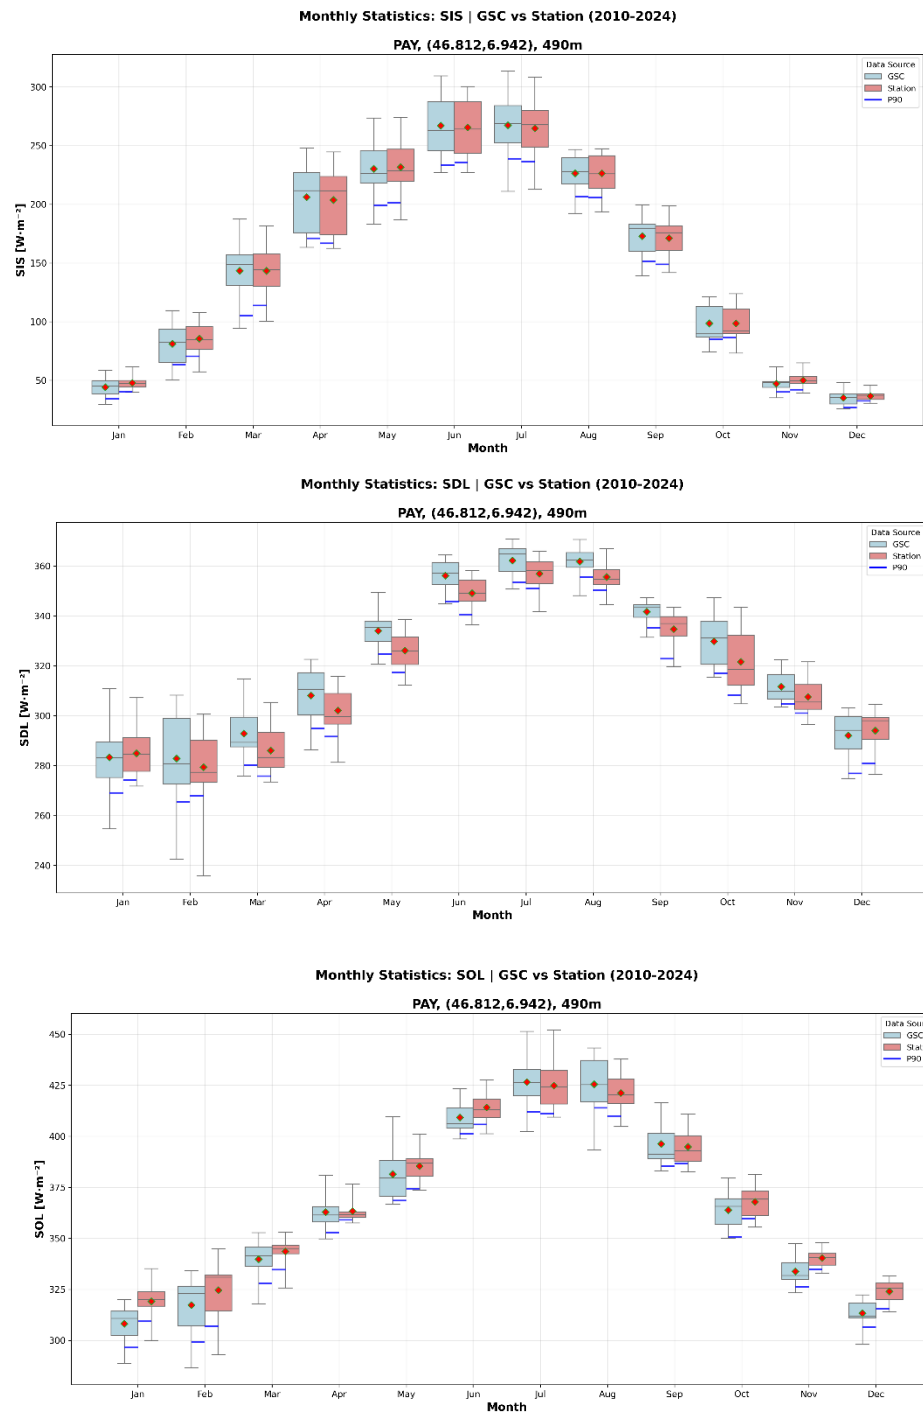 Monthly Statistics: SIS | GSC vs Station (2010-2024)
PAY, (46.812,6.942), 490m
Data Source
GSC
Station
P90
300
250
200
150
100
50
SIS [W·m⁻²]
Jan Feb Mar Apr May Jun Jul Aug Sep Oct Nov Dec
Month
Monthly Statistics: SDL | GSC vs Station (2010-2024)
PAY, (46.812,6.942), 490m
Data Source
GSC
Station
P90
360
340
320
300
280
260
240
SDL [W·m⁻²]
Jan Feb Mar Apr May Jun Jul Aug Sep Oct Nov Dec
Month
Monthly Statistics: SOL | GSC vs Station (2010-2024)
PAY, (46.812,6.942), 490m
Data Sour
GSC
Stat
P90
450
425
400
375
350
325
300
SOL [W·m⁻²]
Jan Feb Mar Apr May Jun Jul Aug Sep Oct Nov Dec
Month